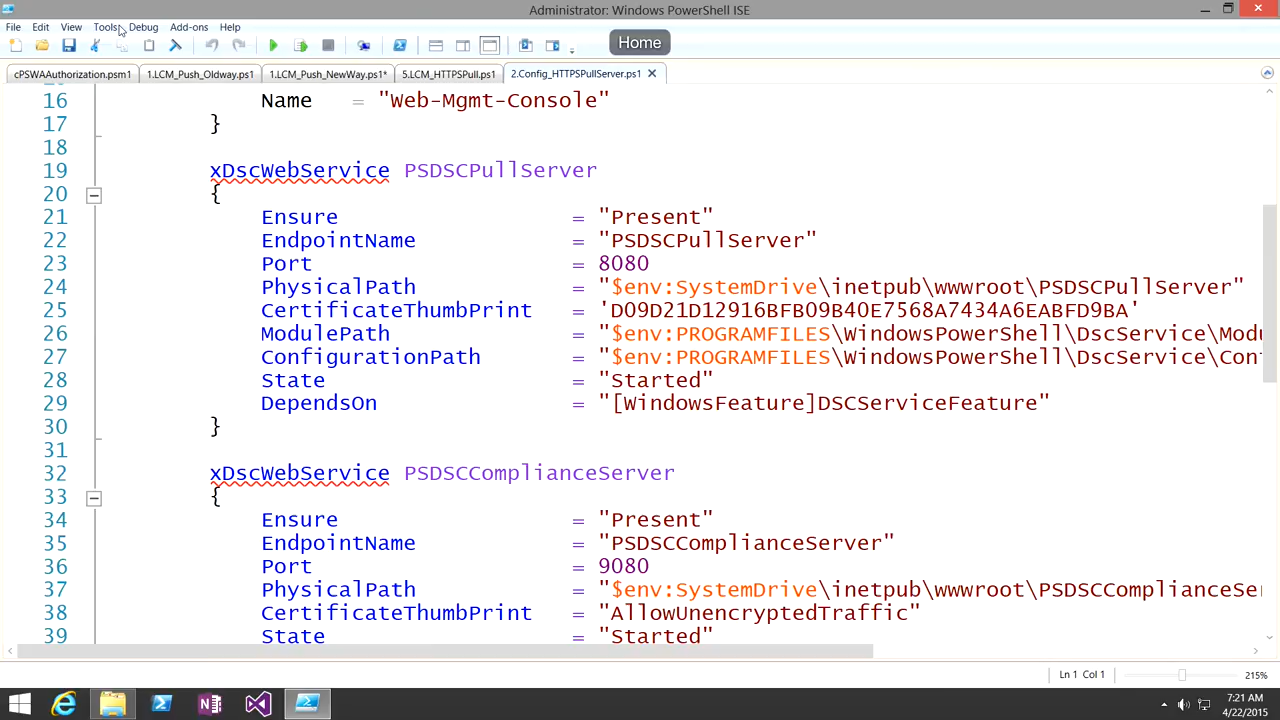 Administrator: Windows PowerShell ISE
File Edit View Tools Debug Add-ons Help
Home
cPSWAAuthorization.psm1 1.LCM_Push_Oldway.ps1 1.LCM_Push_NewWay.ps1* 5.LCM_HTTPSPull.ps1 2.Config_HTTPSPullServer.ps1
16 Name = "Web-Mgmt-Console"
17 }
18
19 xDscWebService PSDSCPullServer
20 {
21 Ensure = "Present"
22 EndpointName = "PSDSCPullServer"
23 Port = 8080
24 PhysicalPath = "$env:SystemDrive\inetpub\wwwroot\PSDSCPullServer"
25 CertificateThumbPrint = 'D09D21D12916BFB09B40E7568A7434A6EABFD9BA'
26 ModulePath = "$env:PROGRAMFILES\WindowsPowerShell\DscService\Modu
27 ConfigurationPath = "$env:PROGRAMFILES\WindowsPowerShell\DscService\Con
28 State = "Started"
29 DependsOn = "[WindowsFeature]DSCServiceFeature"
30 }
31
32 xDscWebService PSDSCComplianceServer
33 {
34 Ensure = "Present"
35 EndpointName = "PSDSCComplianceServer"
36 Port = 9080
37 PhysicalPath = "$env:SystemDrive\inetpub\wwwroot\PSDSCComplianceSer
38 CertificateThumbPrint = "AllowUnencryptedTraffic"
39 State = "Started"
Ln 1 Col 1
215%
7:21 AM
4/22/2015